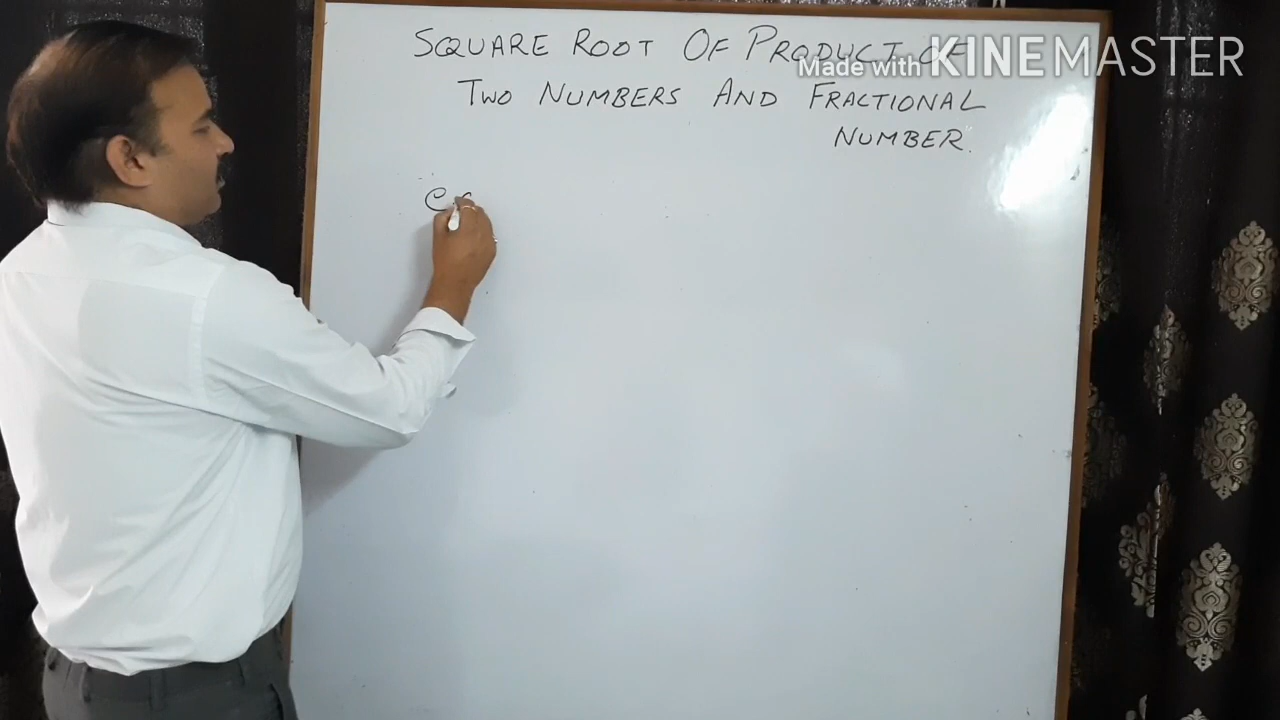 SQUARE ROOT OF PRODUCT OF
Made with KINEMASTER
TWO NUMBERS AND FRACTIONAL
NUMBER.